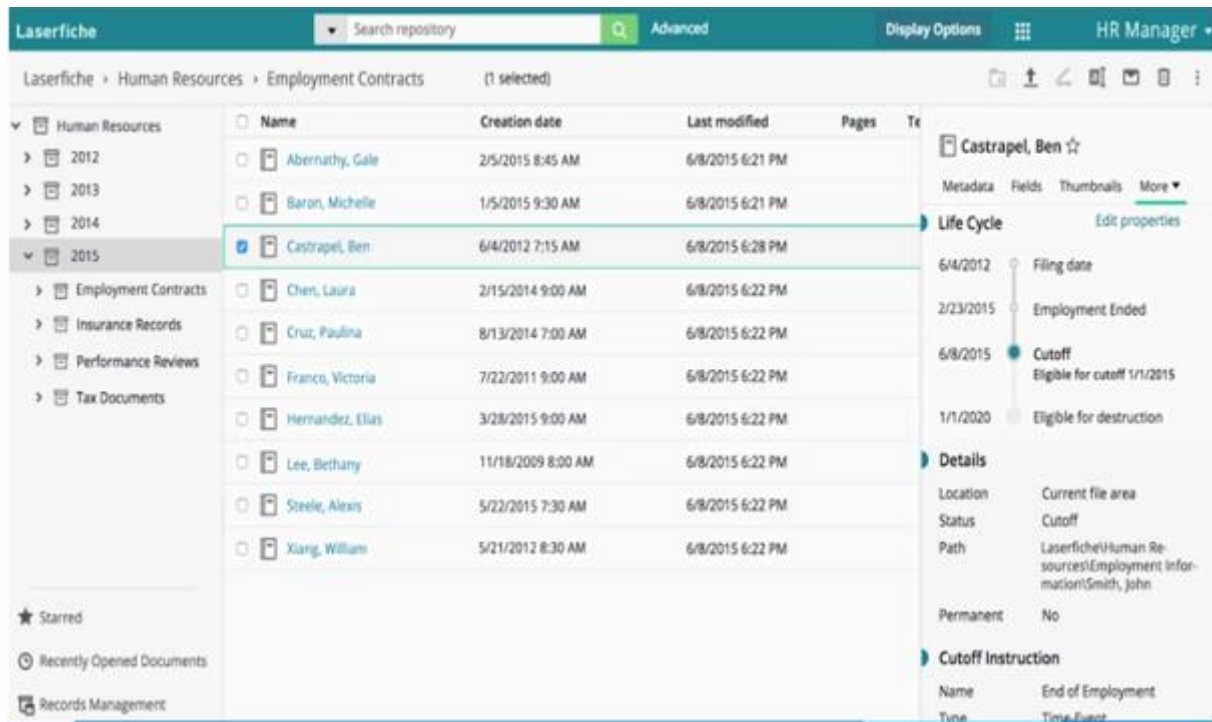 Laserfiche
Search repository
Advanced
Display Options
HR Manager
Laserfiche › Human Resources › Employment Contracts (1 selected)
Human Resources
2012
2013
2014
2015
Employment Contracts
Insurance Records
Performance Reviews
Tax Documents
Starred
Recently Opened Documents
Records Management
Name Creation date Last modified Pages Te
Abernathy, Gale 2/5/2015 8:45 AM 6/8/2015 6:21 PM
Baron, Michelle 1/5/2015 9:30 AM 6/8/2015 6:21 PM
Castrapel, Ben 6/4/2012 7:15 AM 6/8/2015 6:28 PM
Chen, Laura 2/15/2014 9:00 AM 6/8/2015 6:22 PM
Cruz, Paulina 8/13/2014 7:00 AM 6/8/2015 6:22 PM
Franco, Victoria 7/22/2011 9:00 AM 6/8/2015 6:22 PM
Hernandez, Elias 3/28/2015 9:00 AM 6/8/2015 6:22 PM
Lee, Bethany 11/18/2009 8:00 AM 6/8/2015 6:22 PM
Steele, Alexis 5/22/2015 7:30 AM 6/8/2015 6:22 PM
Xiang, William 5/21/2012 8:30 AM 6/8/2015 6:22 PM
Castrapel, Ben
Metadata Fields Thumbnails More
Life Cycle Edit properties
6/4/2012 Filing date
2/23/2015 Employment Ended
6/8/2015 Cutoff
Eligible for cutoff 1/1/2015
1/1/2020 Eligible for destruction
Details
Location Current file area
Status Cutoff
Path Laserfiche\Human Re-
sources\Employment Infor-
mation\Smith, John
Permanent No
Cutoff Instruction
Name End of Employment
Type Time-Event